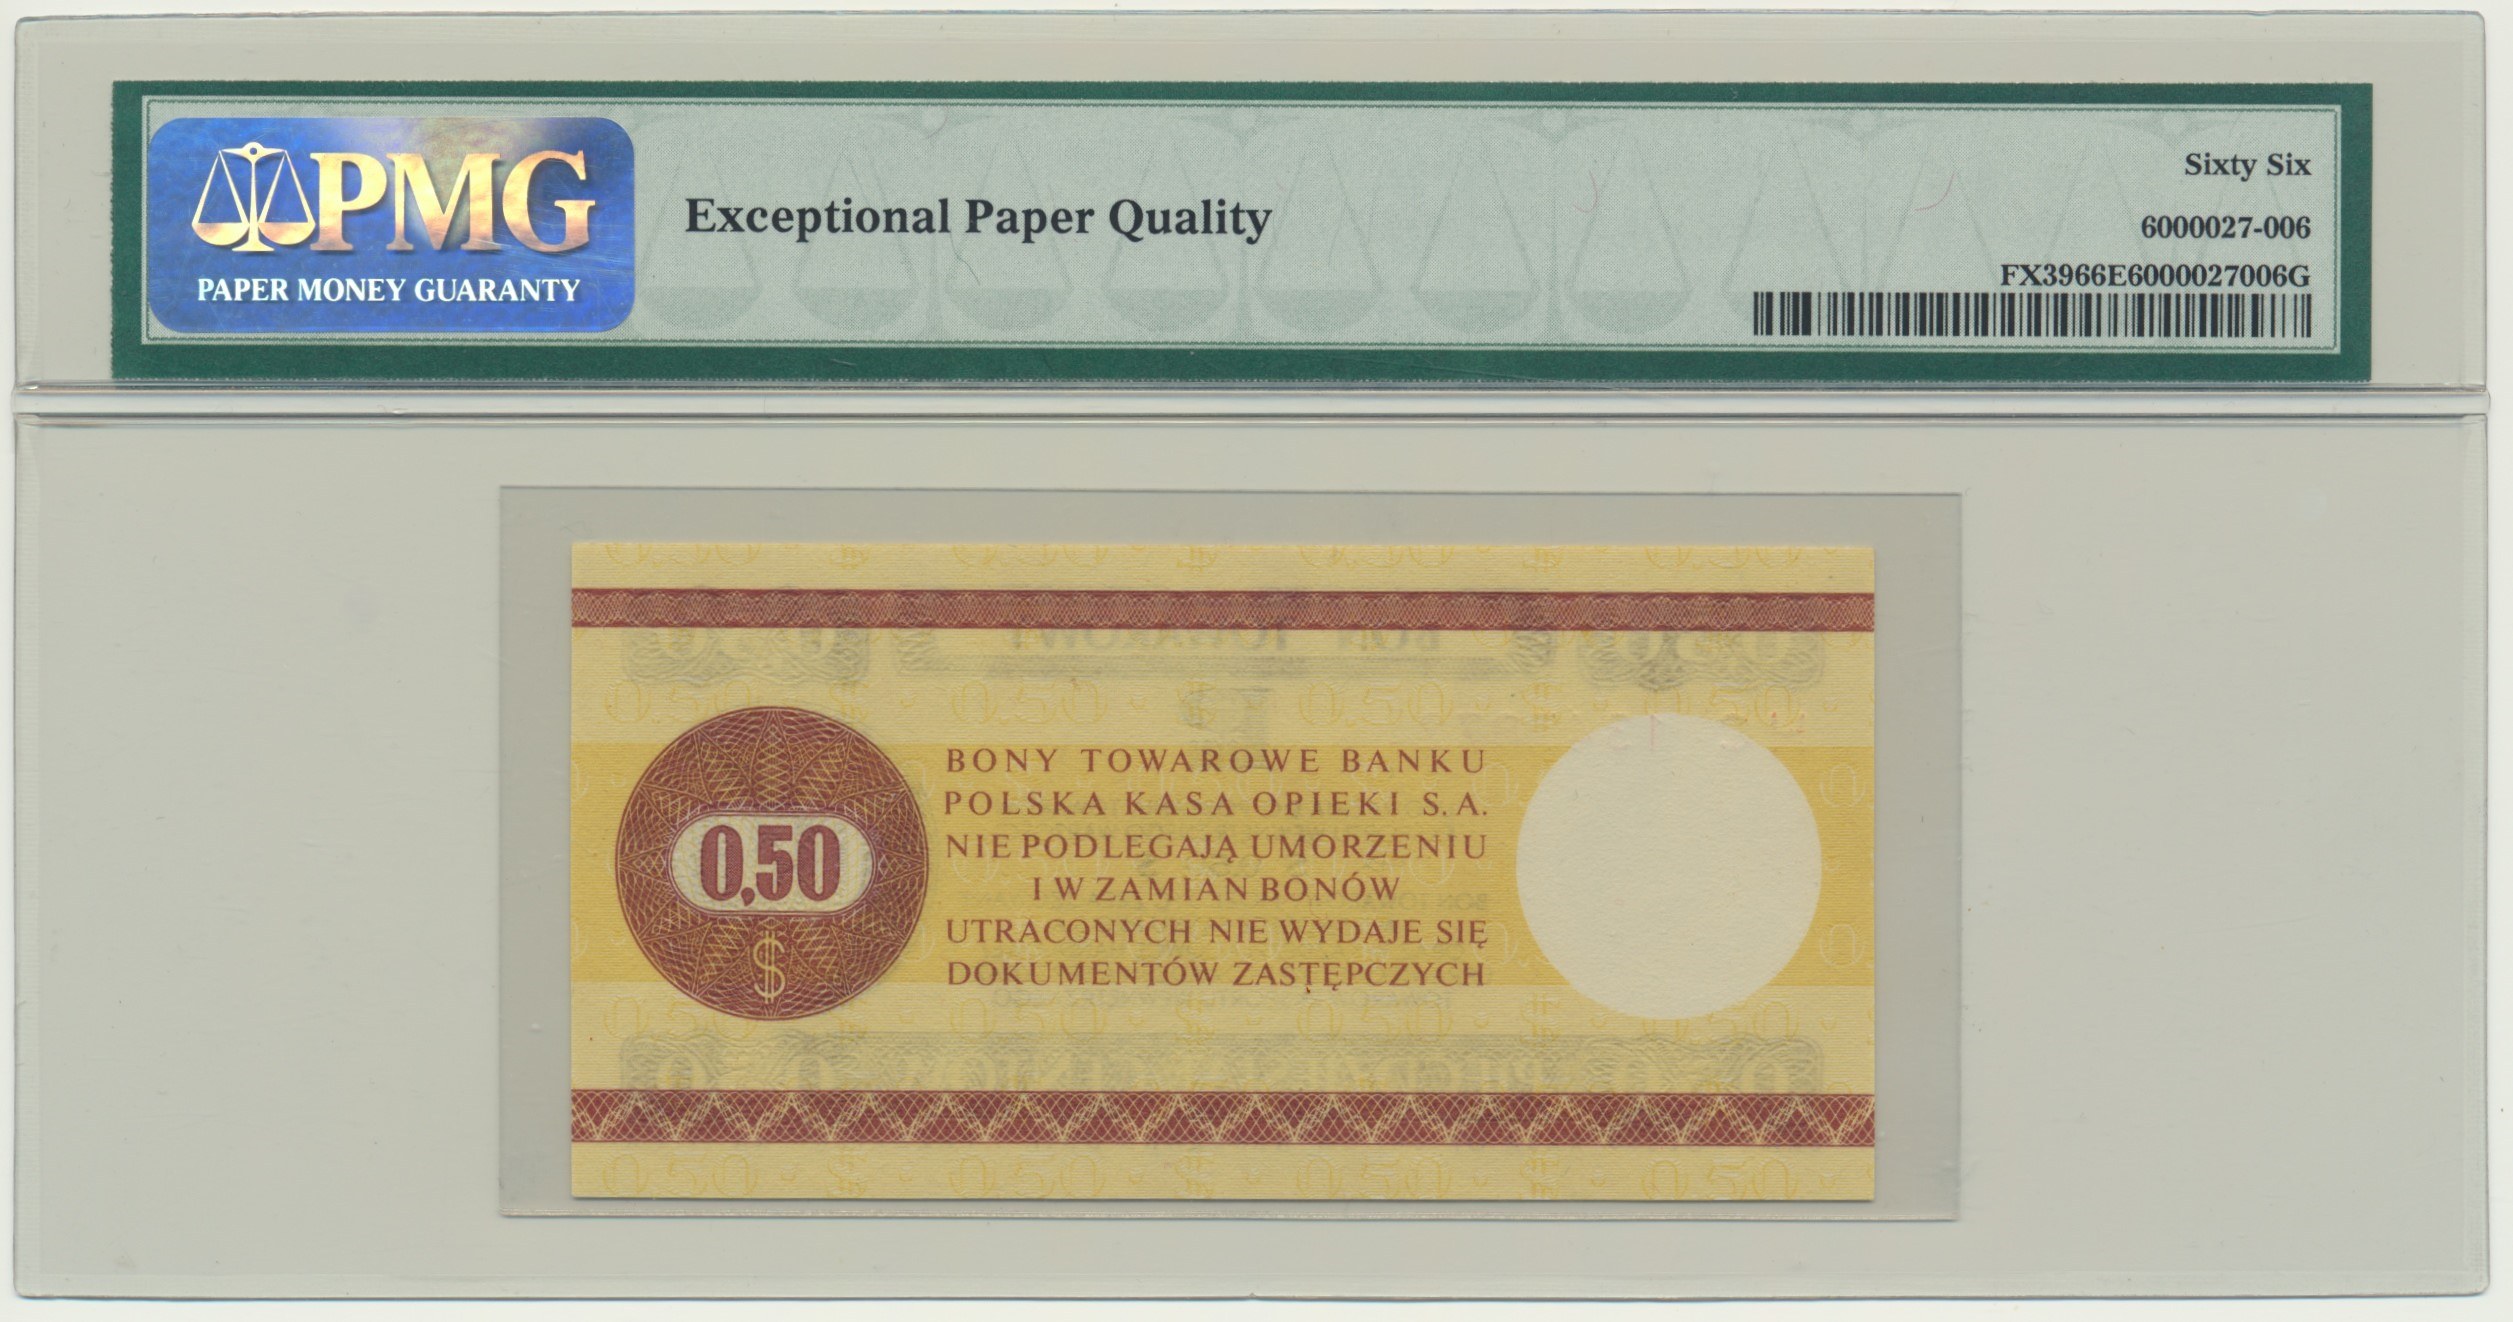 PMG
PAPER MONEY GUARANTY
Exceptional Paper Quality
Sixty Six
6000027-006
FX3966E6000027006G
0,50
$
BONY TOWAROWE BANKU
POLSKA KASA OPIEKI S.A.
NIE PODLEGAJĄ UMORZENIU
I W ZAMIAN BONÓW
UTRACONYCH NIE WYDAJE SIĘ
DOKUMENTÓW ZASTĘPCZYCH